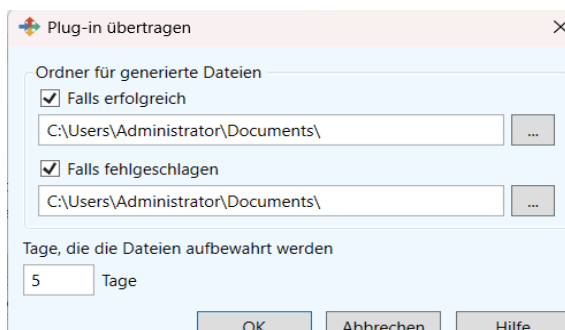 Plug-in übertragen
Ordner für generierte Dateien
Falls erfolgreich
C:\Users\Administrator\Documents\
...
Falls fehlgeschlagen
C:\Users\Administrator\Documents\
...
Tage, die die Dateien aufbewahrt werden
5 Tage
OK Abbrechen Hilfe